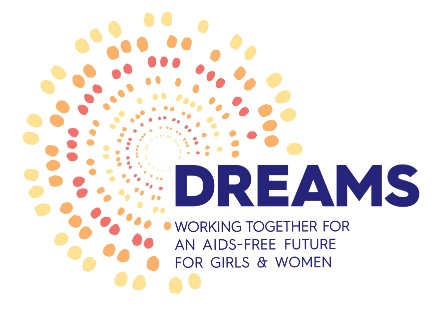 DREAMS
WORKING TOGETHER FOR
AN AIDS-FREE FUTURE
FOR GIRLS & WOMEN